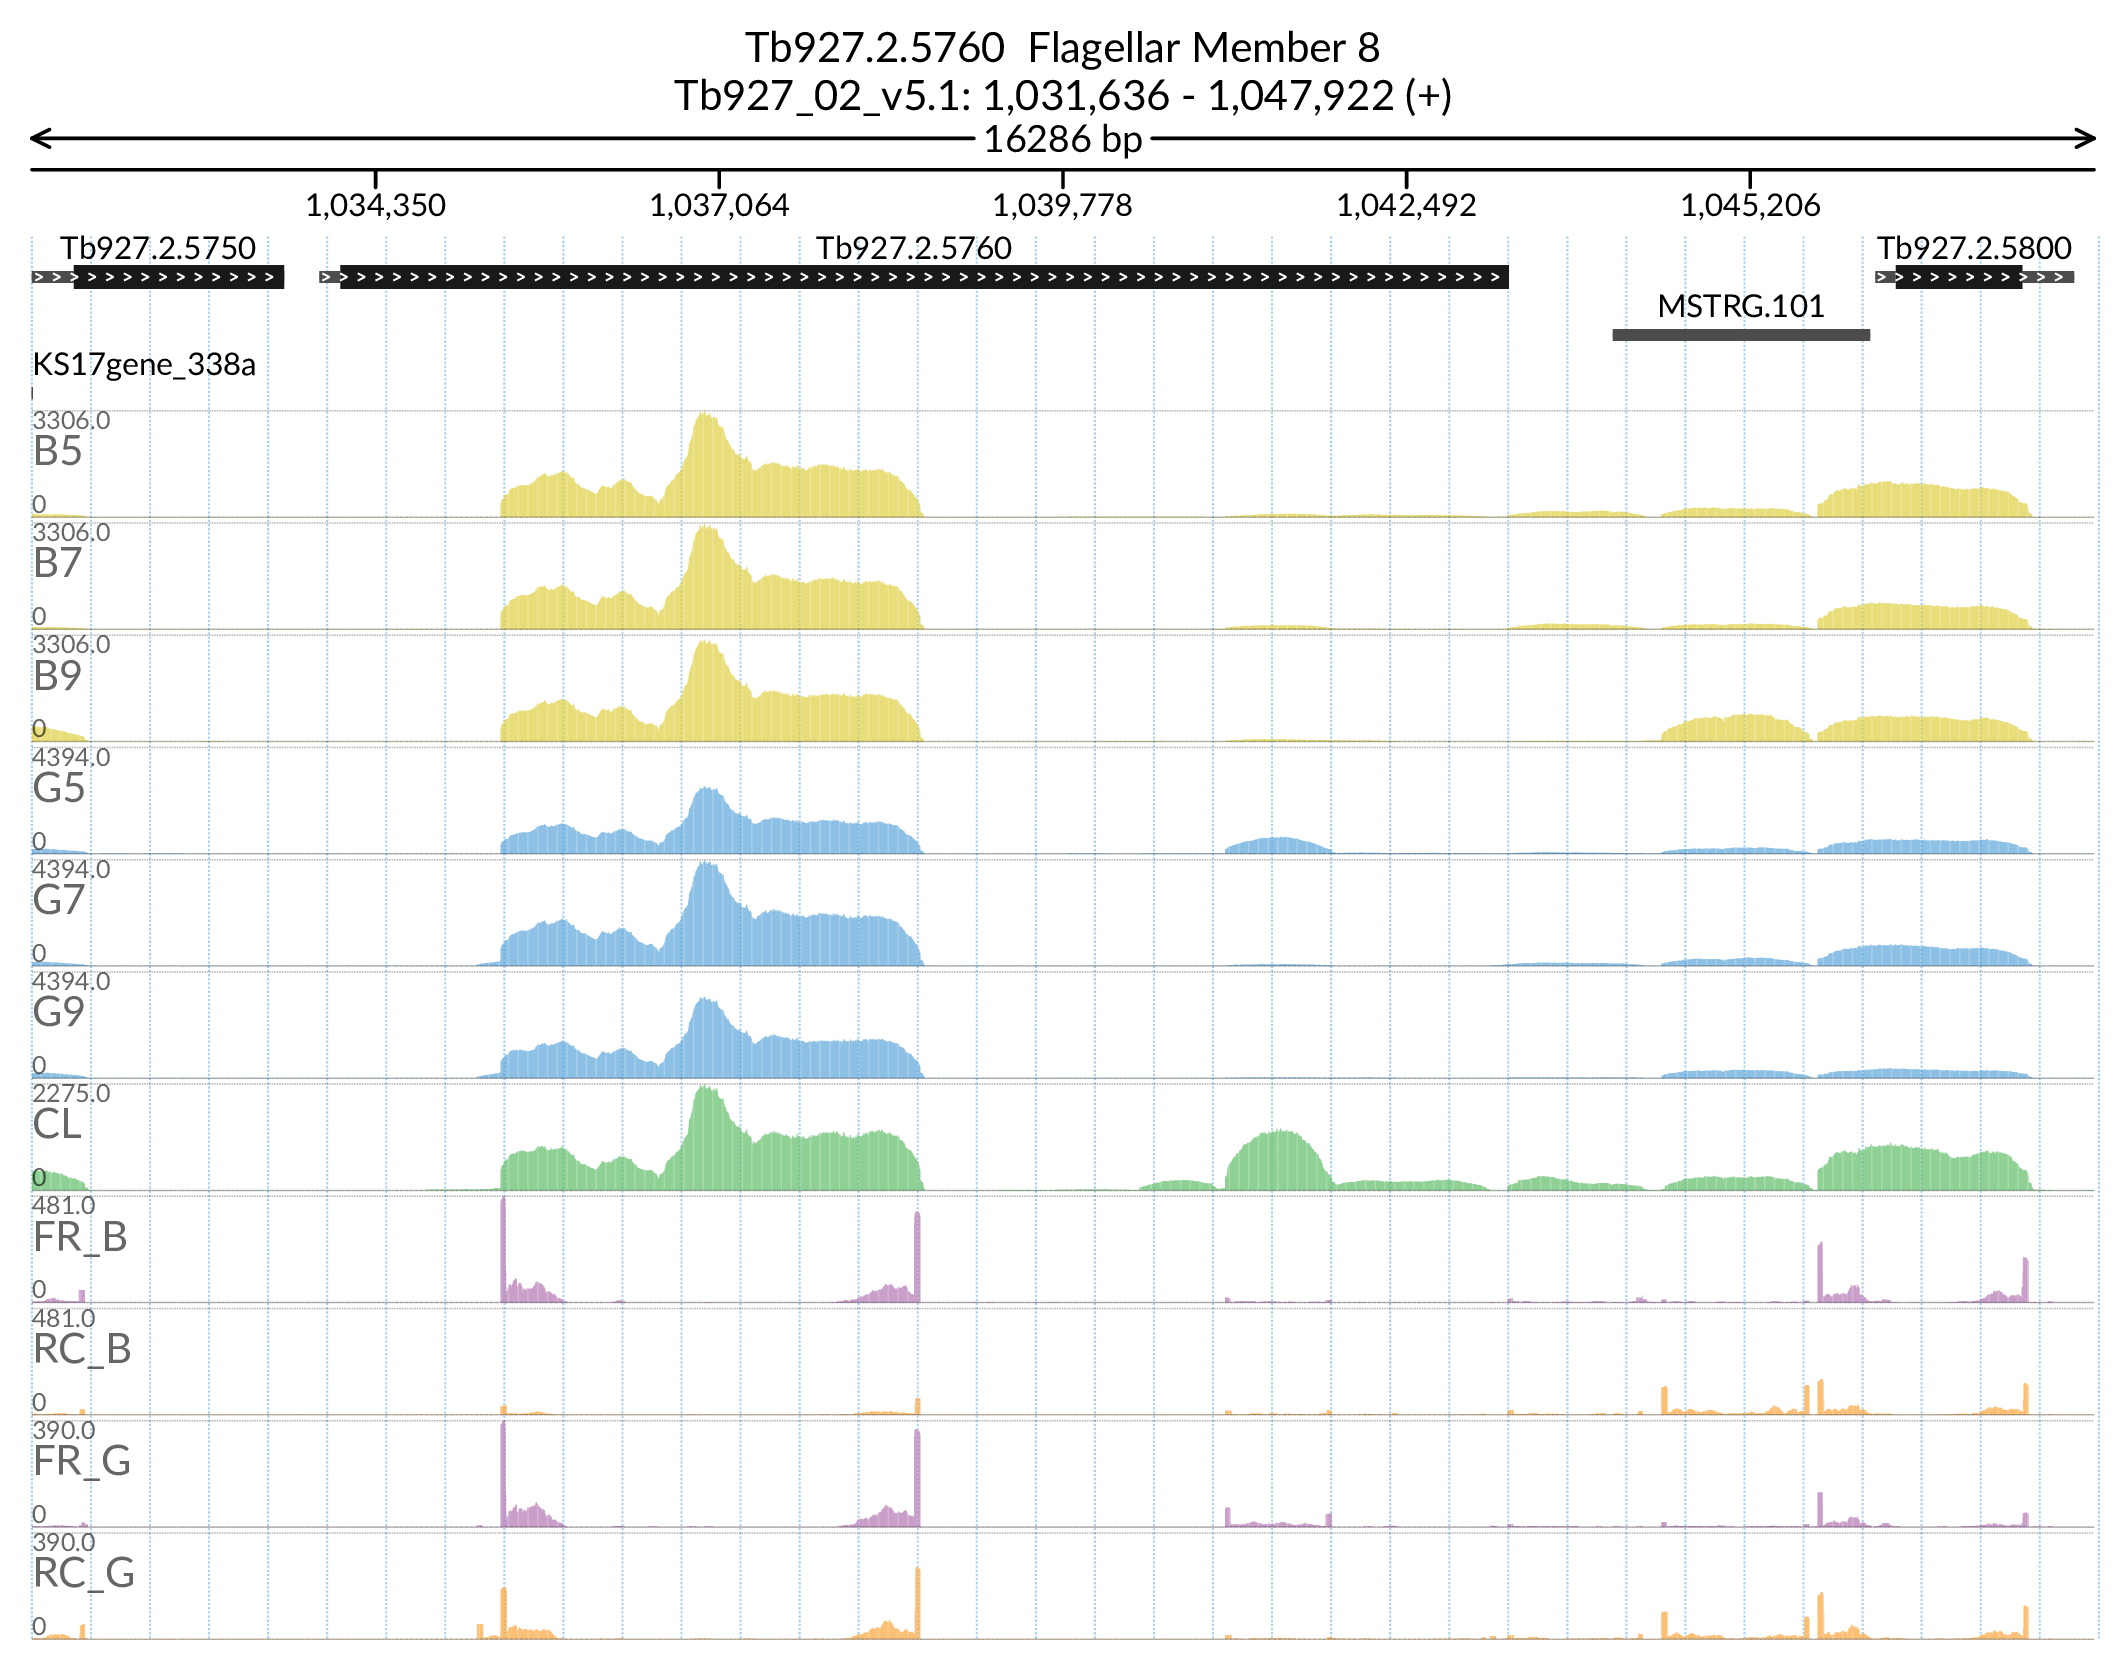 Tb927.2.5760  Flagellar Member 8
Tb927_02_v5.1: 1,031,636 - 1,047,922 (+)
16286 bp
1,034,350 1,037,064 1,039,778 1,042,492 1,045,206
Tb927.2.5750 Tb927.2.5760 Tb927.2.5800
MSTRG.101
KS17gene_338a
3306.0
B5
0
3306.0
B7
0
3306.0
B9
0
4394.0
G5
0
4394.0
G7
0
4394.0
G9
0
2275.0
CL
0
481.0
FR_B
0
481.0
RC_B
0
390.0
FR_G
0
390.0
RC_G
0